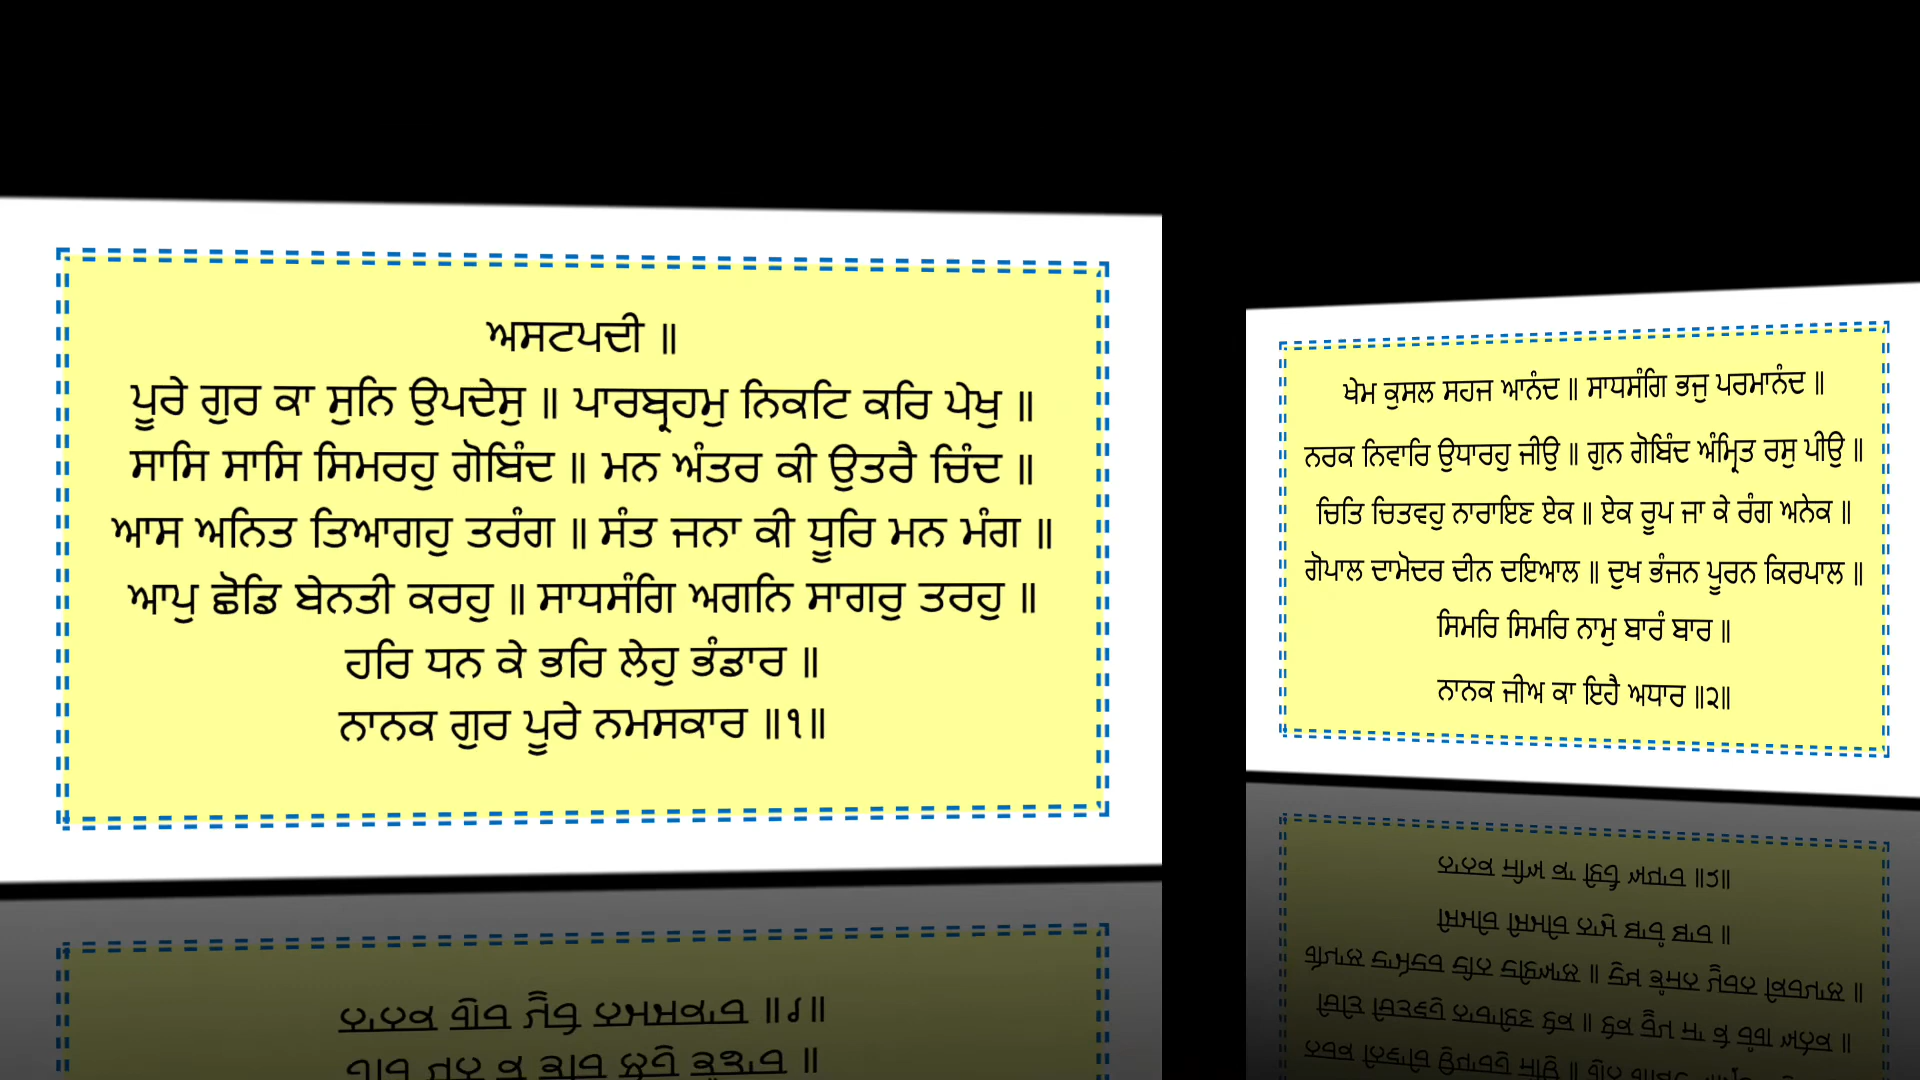 ਅਸਟਪਦੀ ॥
ਪੂਰੇ ਗੁਰ ਕਾ ਸੁਨਿ ਉਪਦੇਸੁ ॥ ਪਾਰਬ੍ਰਹਮੁ ਨਿਕਟਿ ਕਰਿ ਪੇਖੁ ॥
ਸਾਸਿ ਸਾਸਿ ਸਿਮਰਹੁ ਗੋਬਿੰਦ ॥ ਮਨ ਅੰਤਰ ਕੀ ਉਤਰੈ ਚਿੰਦ ॥
ਆਸ ਅਨਿਤ ਤਿਆਗਹੁ ਤਰੰਗ ॥ ਸੰਤ ਜਨਾ ਕੀ ਧੂਰਿ ਮਨ ਮੰਗ ॥
ਆਪੁ ਛੋਡਿ ਬੇਨਤੀ ਕਰਹੁ ॥ ਸਾਧਸੰਗਿ ਅਗਨਿ ਸਾਗਰੁ ਤਰਹੁ ॥
ਹਰਿ ਧਨ ਕੇ ਭਰਿ ਲੇਹੁ ਭੰਡਾਰ ॥
ਨਾਨਕ ਗੁਰ ਪੂਰੇ ਨਮਸਕਾਰ ॥੧॥
ਖੇਮ ਕੁਸਲ ਸਹਜ ਆਨੰਦ ॥ ਸਾਧਸੰਗਿ ਭਜੁ ਪਰਮਾਨੰਦ ॥
ਨਰਕ ਨਿਵਾਰਿ ਉਧਾਰਹੁ ਜੀਉ ॥ ਗੁਨ ਗੋਬਿੰਦ ਅੰਮ੍ਰਿਤ ਰਸੁ ਪੀਉ ॥
ਚਿਤਿ ਚਿਤਵਹੁ ਨਾਰਾਇਣ ਏਕ ॥ ਏਕ ਰੂਪ ਜਾ ਕੇ ਰੰਗ ਅਨੇਕ ॥
ਗੋਪਾਲ ਦਾਮੋਦਰ ਦੀਨ ਦਇਆਲ ॥ ਦੁਖ ਭੰਜਨ ਪੂਰਨ ਕਿਰਪਾਲ ॥
ਸਿਮਰਿ ਸਿਮਰਿ ਨਾਮੁ ਬਾਰੰ ਬਾਰ ॥
ਨਾਨਕ ਜੀਅ ਕਾ ਇਹੈ ਅਧਾਰ ॥੨॥